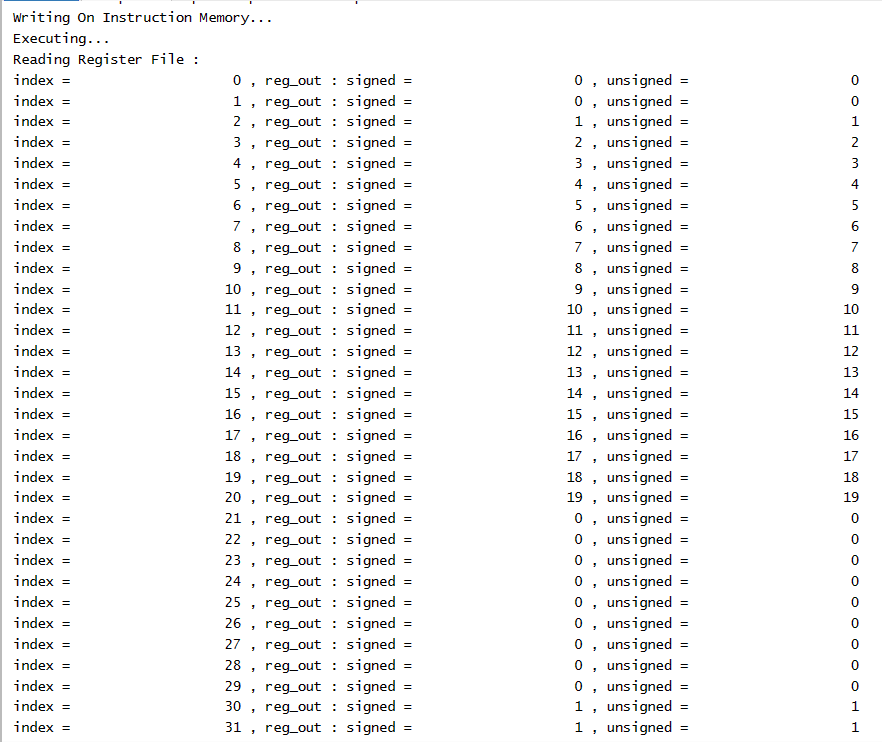 Writing On Instruction Memory...
Executing...
Reading Register File :
index = 0 , reg_out : signed = 0 , unsigned = 0
index = 1 , reg_out : signed = 0 , unsigned = 0
index = 2 , reg_out : signed = 1 , unsigned = 1
index = 3 , reg_out : signed = 2 , unsigned = 2
index = 4 , reg_out : signed = 3 , unsigned = 3
index = 5 , reg_out : signed = 4 , unsigned = 4
index = 6 , reg_out : signed = 5 , unsigned = 5
index = 7 , reg_out : signed = 6 , unsigned = 6
index = 8 , reg_out : signed = 7 , unsigned = 7
index = 9 , reg_out : signed = 8 , unsigned = 8
index = 10 , reg_out : signed = 9 , unsigned = 9
index = 11 , reg_out : signed = 10 , unsigned = 10
index = 12 , reg_out : signed = 11 , unsigned = 11
index = 13 , reg_out : signed = 12 , unsigned = 12
index = 14 , reg_out : signed = 13 , unsigned = 13
index = 15 , reg_out : signed = 14 , unsigned = 14
index = 16 , reg_out : signed = 15 , unsigned = 15
index = 17 , reg_out : signed = 16 , unsigned = 16
index = 18 , reg_out : signed = 17 , unsigned = 17
index = 19 , reg_out : signed = 18 , unsigned = 18
index = 20 , reg_out : signed = 19 , unsigned = 19
index = 21 , reg_out : signed = 0 , unsigned = 0
index = 22 , reg_out : signed = 0 , unsigned = 0
index = 23 , reg_out : signed = 0 , unsigned = 0
index = 24 , reg_out : signed = 0 , unsigned = 0
index = 25 , reg_out : signed = 0 , unsigned = 0
index = 26 , reg_out : signed = 0 , unsigned = 0
index = 27 , reg_out : signed = 0 , unsigned = 0
index = 28 , reg_out : signed = 0 , unsigned = 0
index = 29 , reg_out : signed = 0 , unsigned = 0
index = 30 , reg_out : signed = 1 , unsigned = 1
index = 31 , reg_out : signed = 1 , unsigned = 1